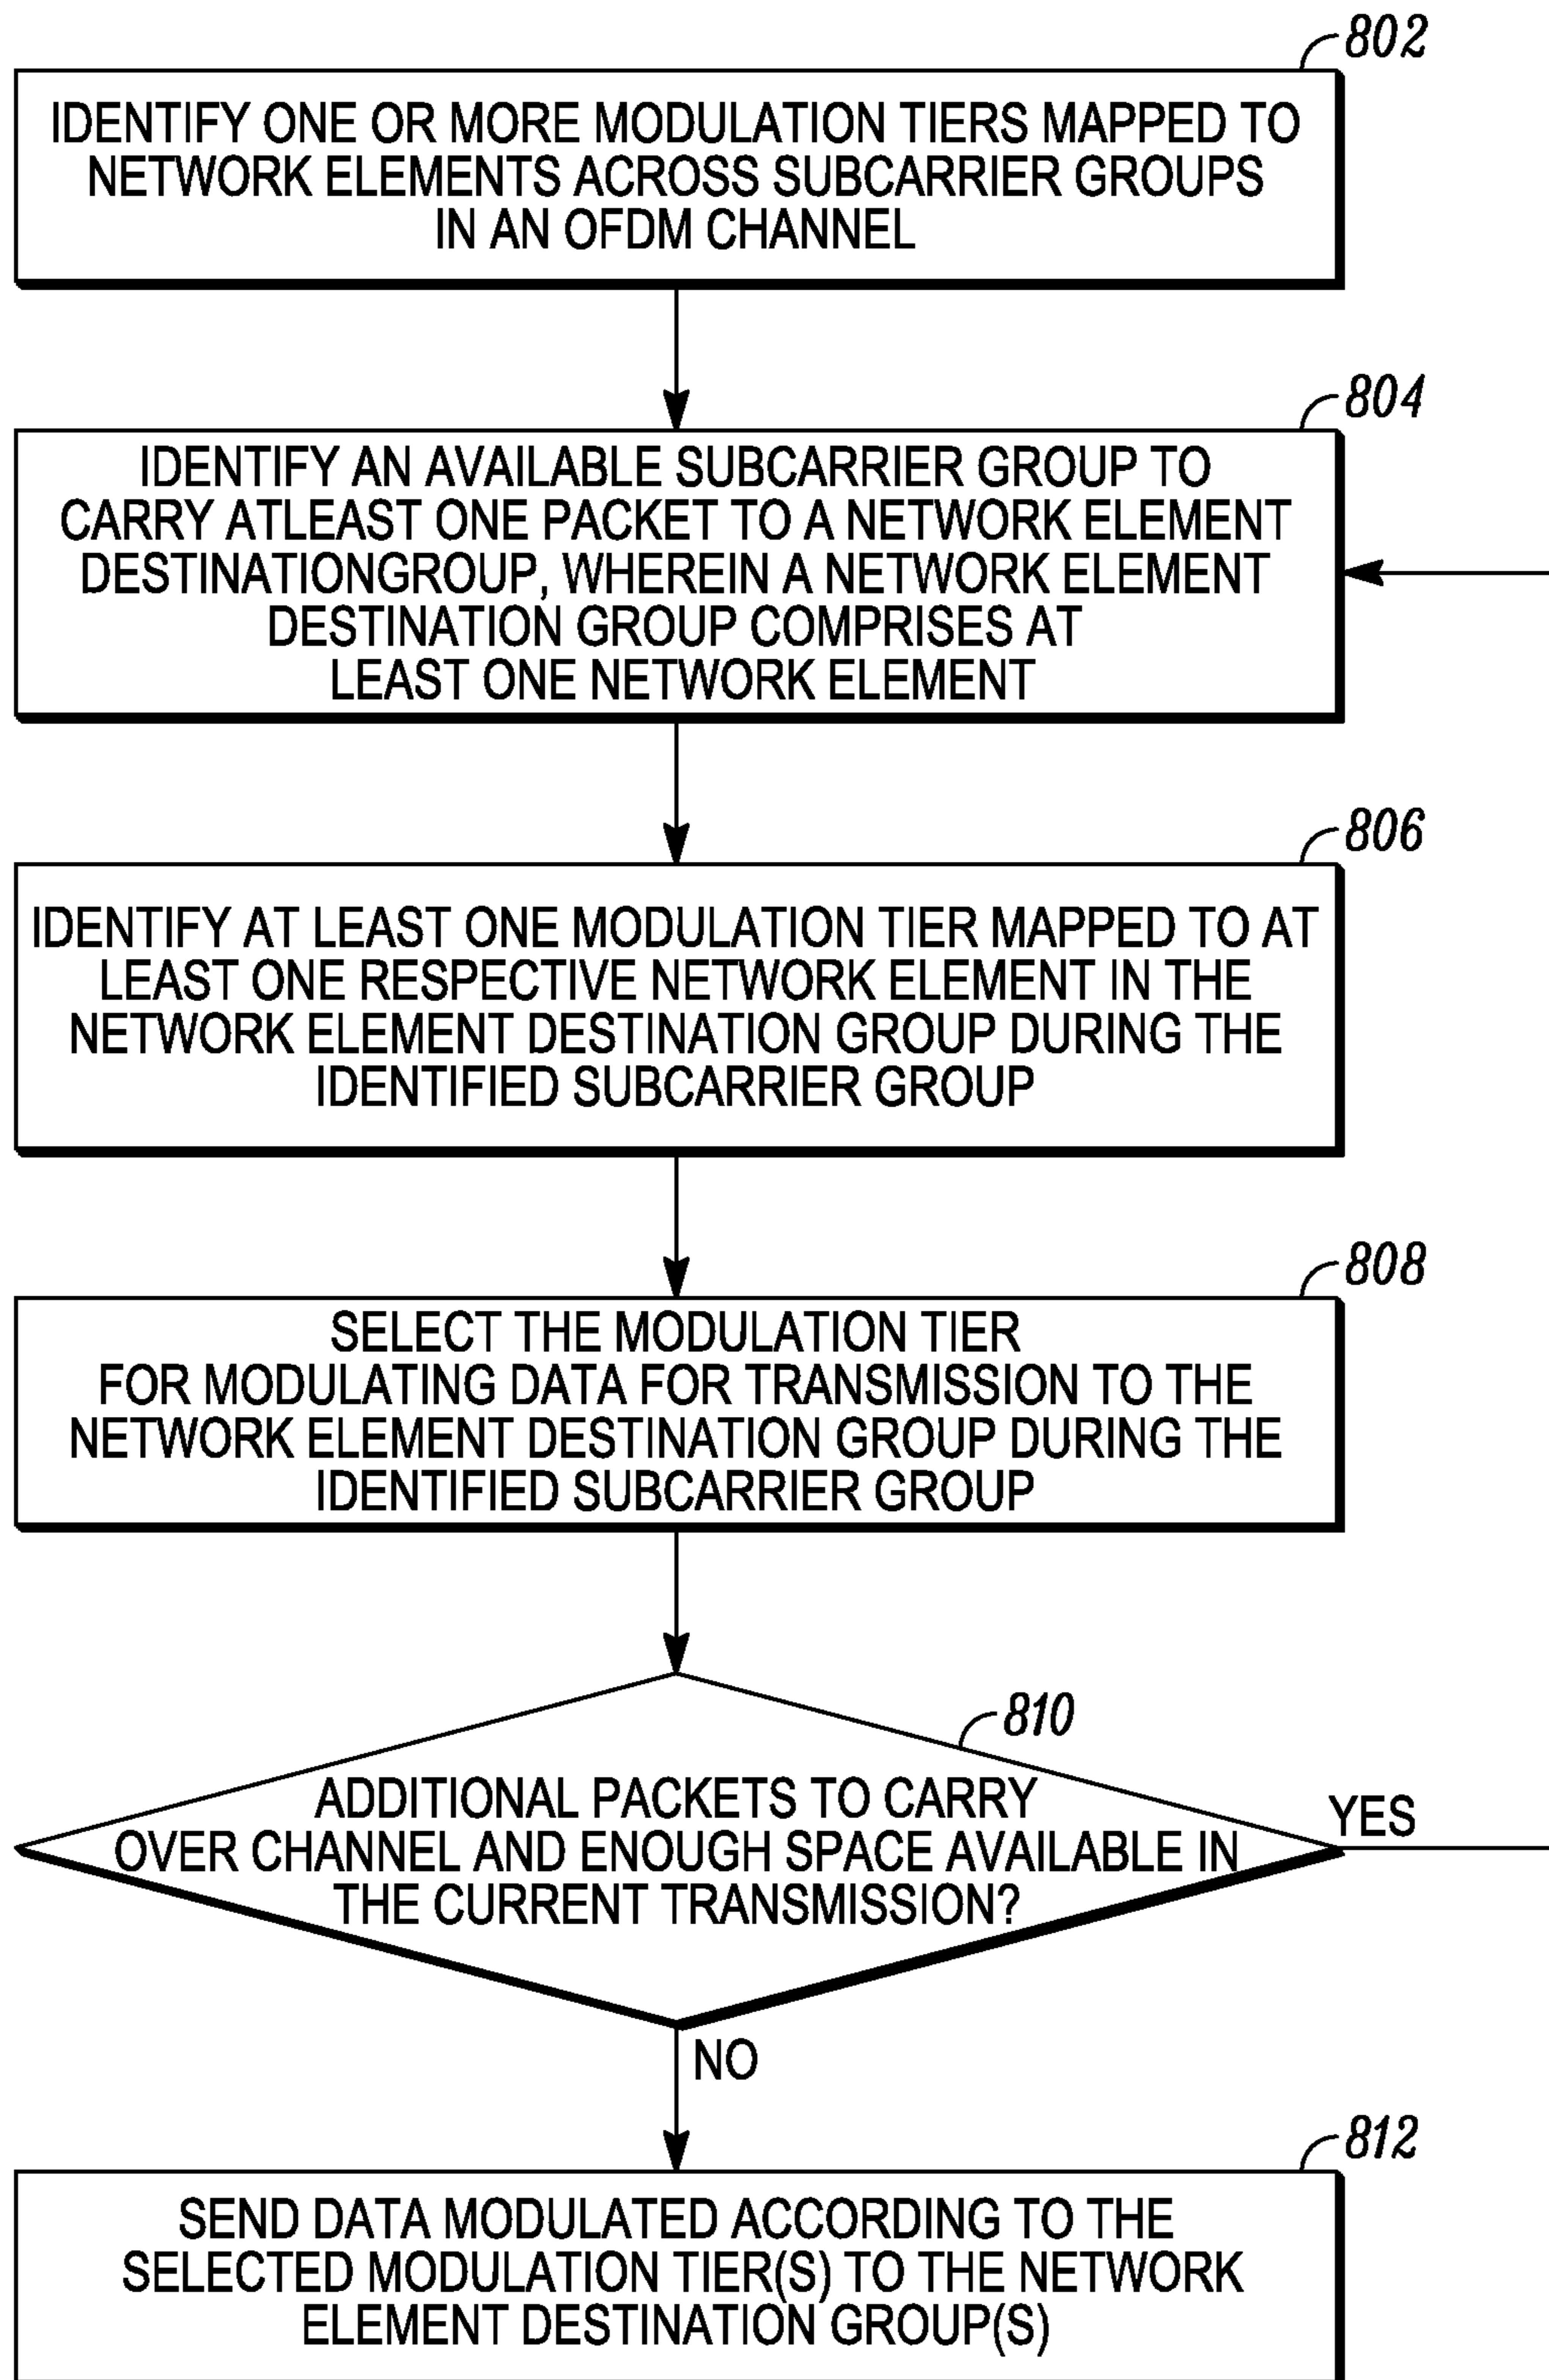 802
IDENTIFY ONE OR MORE MODULATION TIERS MAPPED TO
NETWORK ELEMENTS ACROSS SUBCARRIER GROUPS
IN AN OFDM CHANNEL
804
IDENTIFY AN AVAILABLE SUBCARRIER GROUP TO
CARRY ATLEAST ONE PACKET TO A NETWORK ELEMENT
DESTINATIONGROUP, WHEREIN A NETWORK ELEMENT
DESTINATION GROUP COMPRISES AT
LEAST ONE NETWORK ELEMENT
806
IDENTIFY AT LEAST ONE MODULATION TIER MAPPED TO AT
LEAST ONE RESPECTIVE NETWORK ELEMENT IN THE
NETWORK ELEMENT DESTINATION GROUP DURING THE
IDENTIFIED SUBCARRIER GROUP
808
SELECT THE MODULATION TIER
FOR MODULATING DATA FOR TRANSMISSION TO THE
NETWORK ELEMENT DESTINATION GROUP DURING THE
IDENTIFIED SUBCARRIER GROUP
810
ADDITIONAL PACKETS TO CARRY
OVER CHANNEL AND ENOUGH SPACE AVAILABLE IN
THE CURRENT TRANSMISSION?
YES
NO
812
SEND DATA MODULATED ACCORDING TO THE
SELECTED MODULATION TIER(S) TO THE NETWORK
ELEMENT DESTINATION GROUP(S)